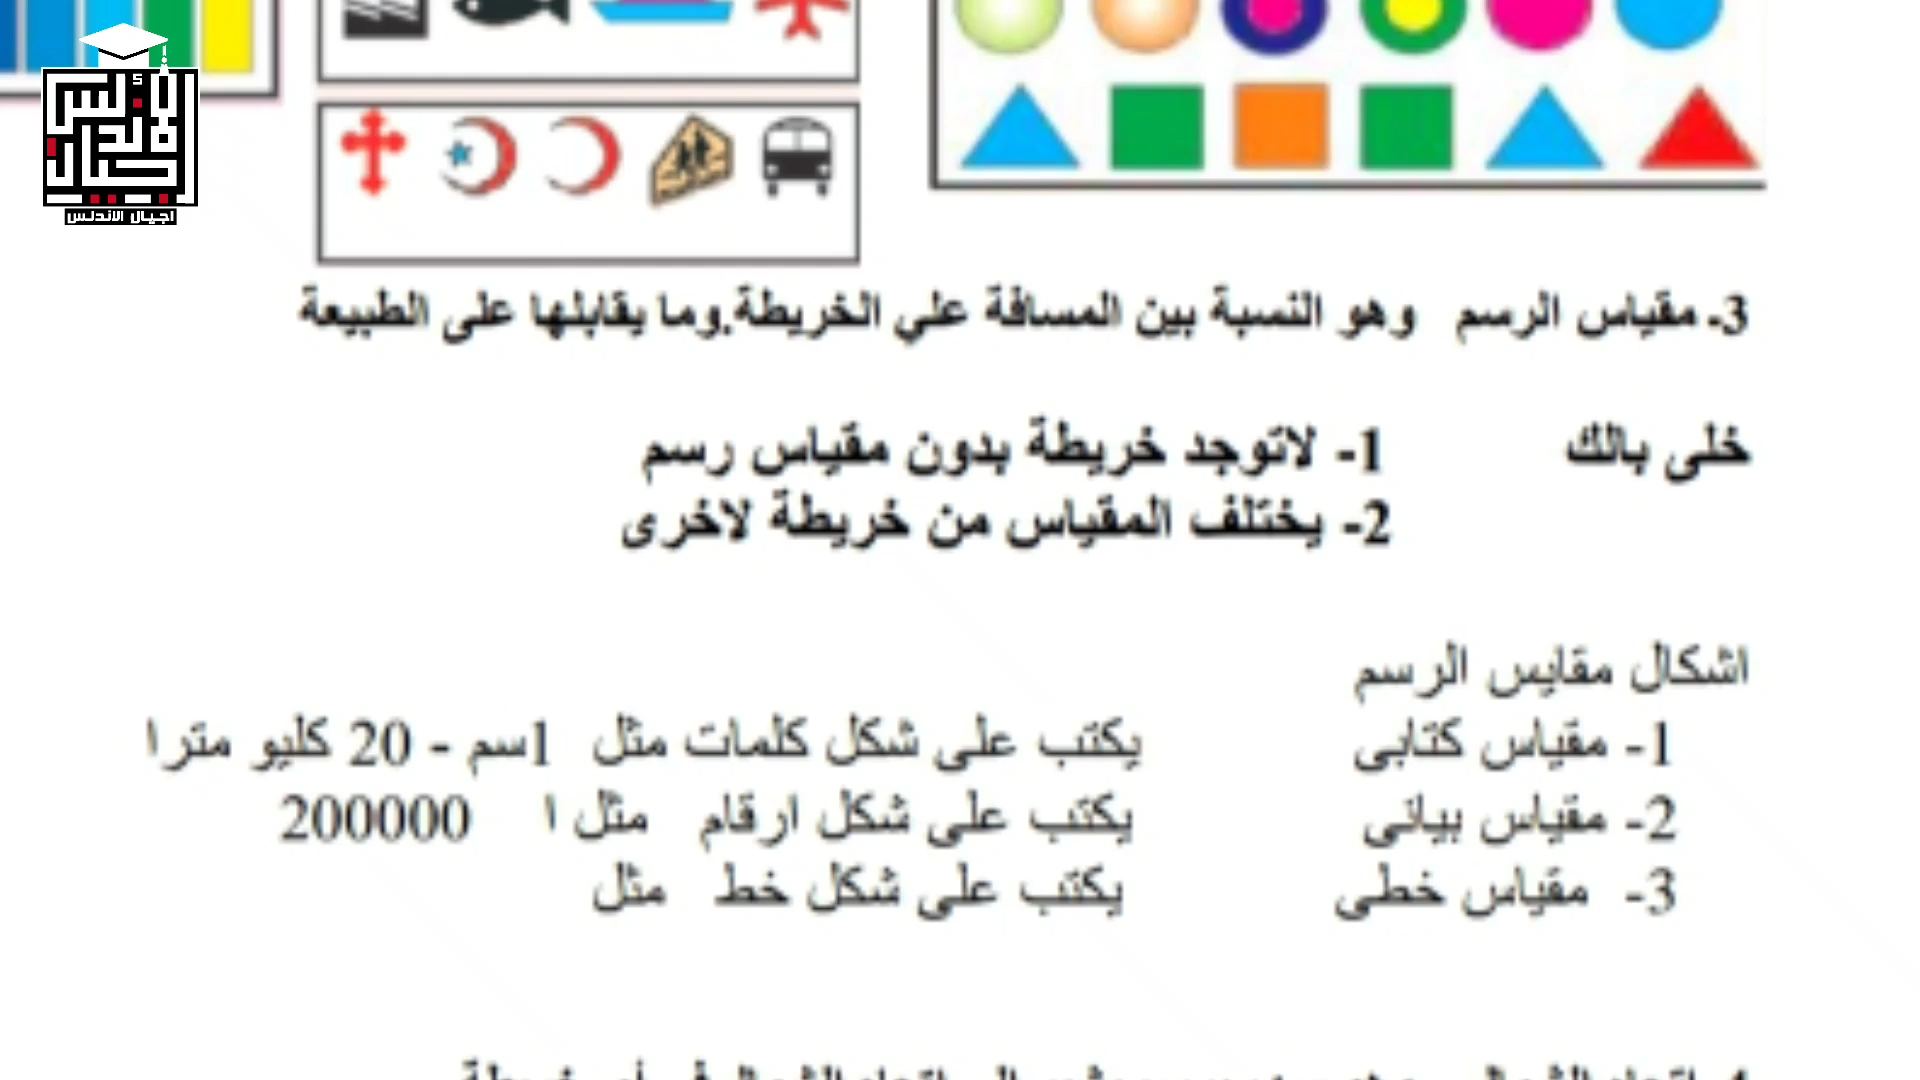 اجيال الاندلس
3- مقياس الرسم وهو النسبة بين المسافة علي الخريطة.وما يقابلها على الطبيعة
خلى بالك 1- لاتوجد خريطة بدون مقياس رسم
2- يختلف المقياس من خريطة لاخرى
اشكال مقايس الرسم
1- مقياس كتابى يكتب على شكل كلمات مثل 1سم - 20 كليو مترا
2- مقياس بيانى يكتب على شكل ارقام مثل ا 200000
3- مقياس خطى يكتب على شكل خط مثل